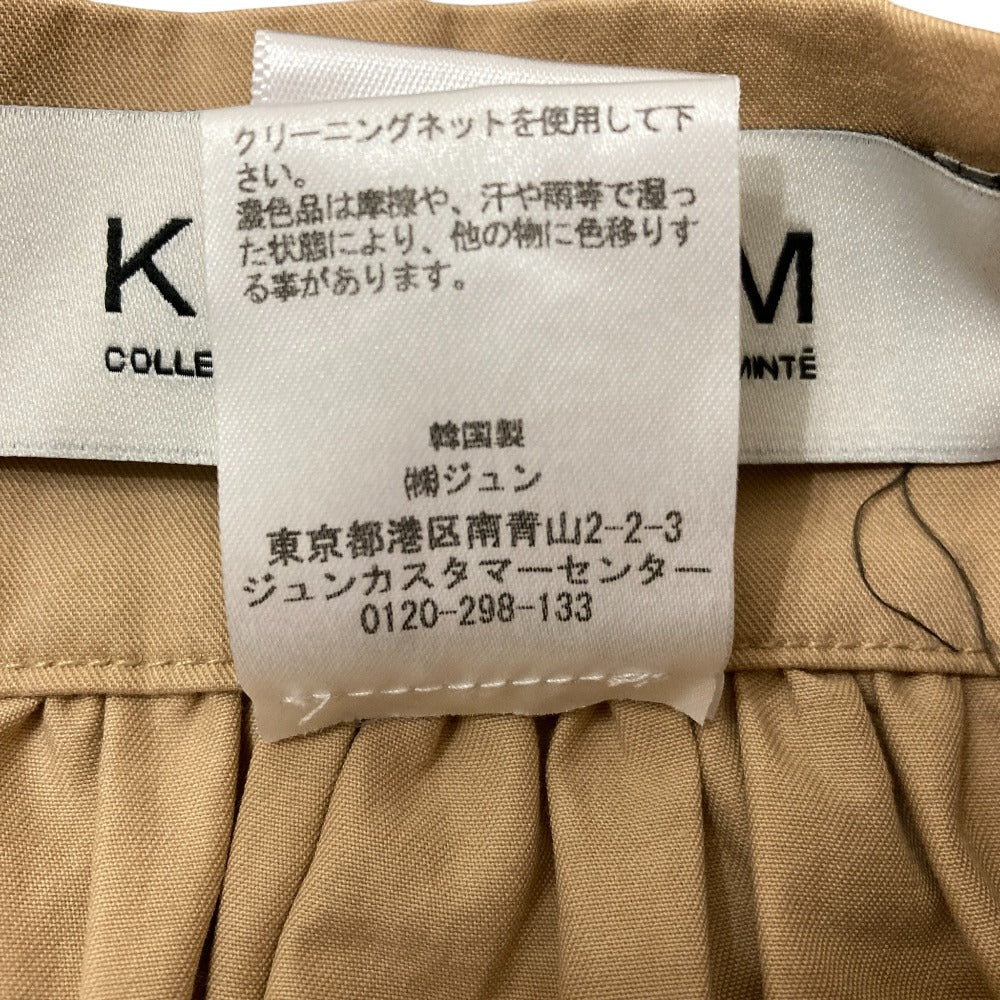 クリーニングネットを使用して下
さい。
濃色品は摩擦や、汗や雨等で湿っ
た状態により、他の物に色移りす
る事があります。
K M
COLLE MINTÉ
韓国製
㈱ジュン
東京都港区南青山2-2-3
ジュンカスタマーセンター
0120-298-133